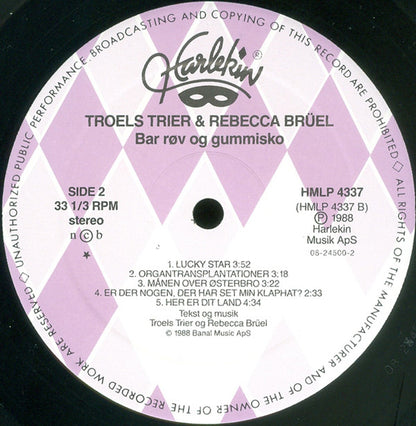 UNAUTHORIZED PUBLIC PERFORMANCE. BROADCASTING AND COPYING OF THIS RECORD ARE PROHIBITED ◇ ALL RIGHTS OF THE MANUFACTURER AND OF THE OWNER OF THE RECORDED WORK ARE RESERVED ◇
Harlekin ®
TROELS TRIER & REBECCA BRÜEL
Bar røv og gummisko
SIDE 2
33 1/3 RPM
stereo
n©b
HMLP 4337
(HMLP 4337 B)
Ⓟ 1988
Harlekin
Musik ApS
08-24500-2
1. LUCKY STAR 3:52
2. ORGANTRANSPLANTATIONER 3:18
3. MÅNEN OVER ØSTERBRO 3:22
4. ER DER NOGEN, DER HAR SET MIN KLAPHAT? 2:33
5. HER ER DIT LAND 4:34
Tekst og musik
Troels Trier og Rebecca Brüel
© 1988 Banal Music ApS